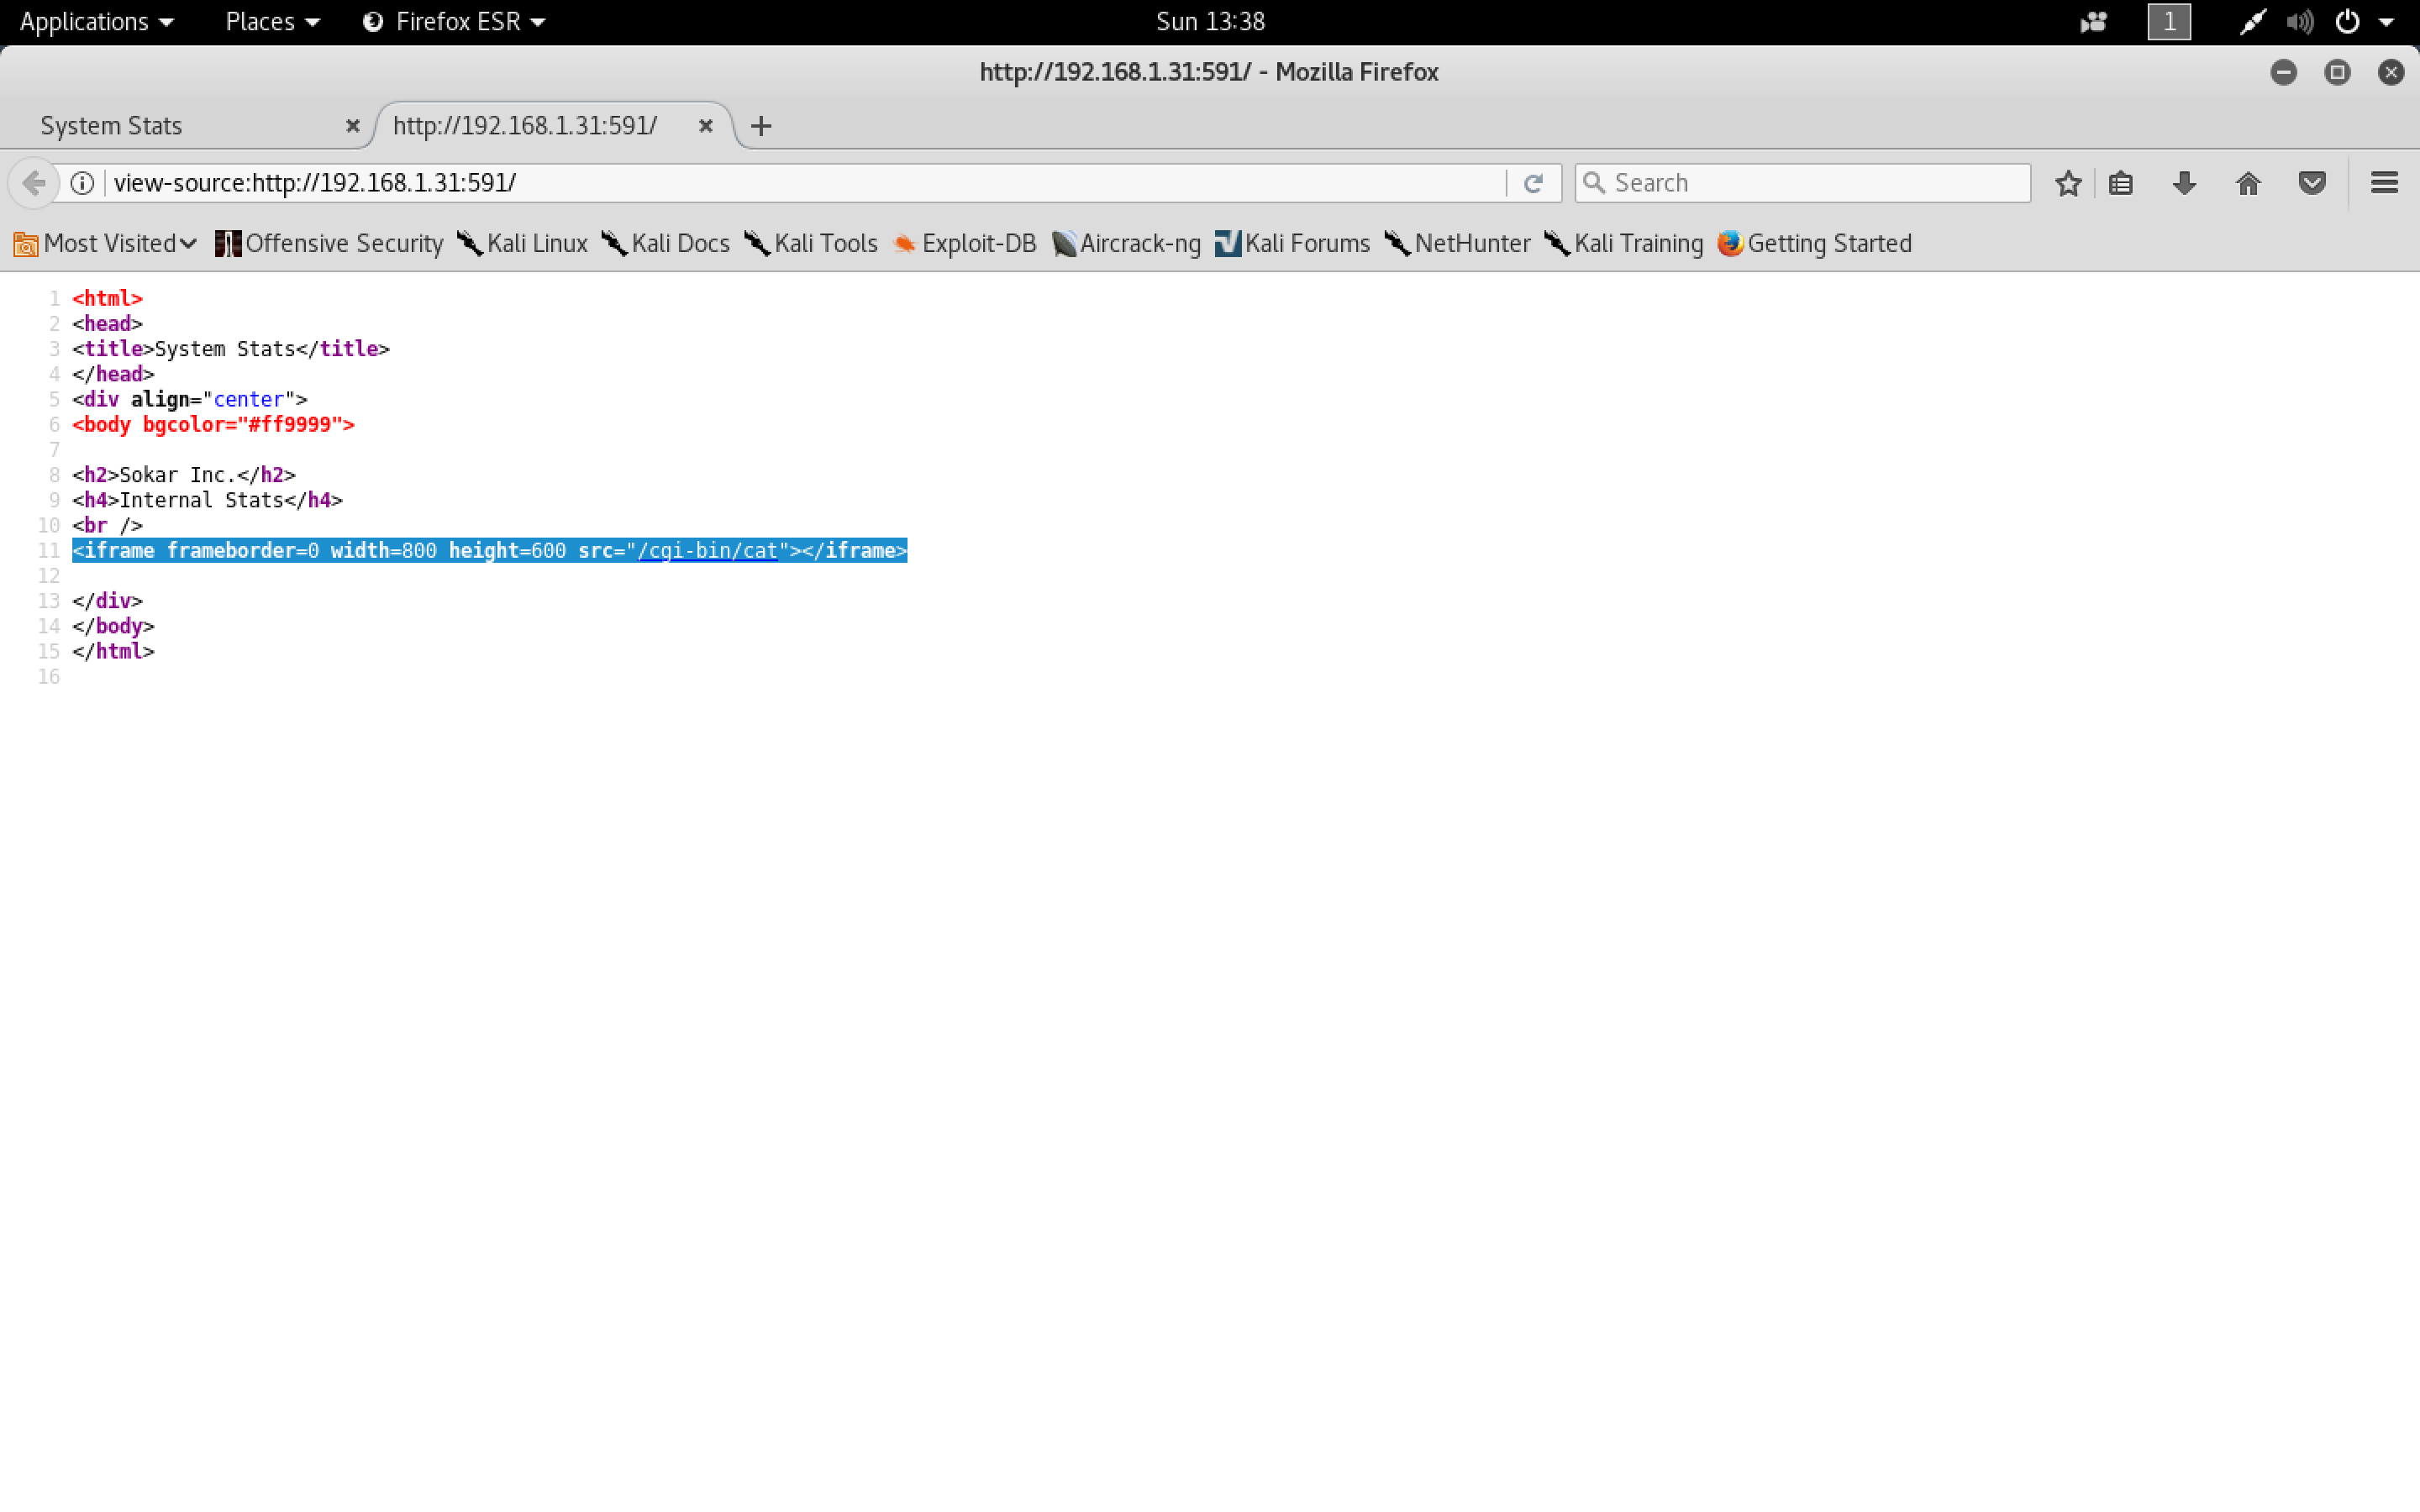 Applications Places Firefox ESR Sun 13:38 1
http://192.168.1.31:591/ - Mozilla Firefox
System Stats http://192.168.1.31:591/
view-source:http://192.168.1.31:591/ Search
Most Visited Offensive Security Kali Linux Kali Docs Kali Tools Exploit-DB Aircrack-ng Kali Forums NetHunter Kali Training Getting Started
1 <html>
2 <head>
3 <title>System Stats</title>
4 </head>
5 <div align="center">
6 <body bgcolor="#ff9999">
7
8 <h2>Sokar Inc.</h2>
9 <h4>Internal Stats</h4>
10 <br />
11 <iframe frameborder=0 width=800 height=600 src="/cgi-bin/cat"></iframe>
12
13 </div>
14 </body>
15 </html>
16